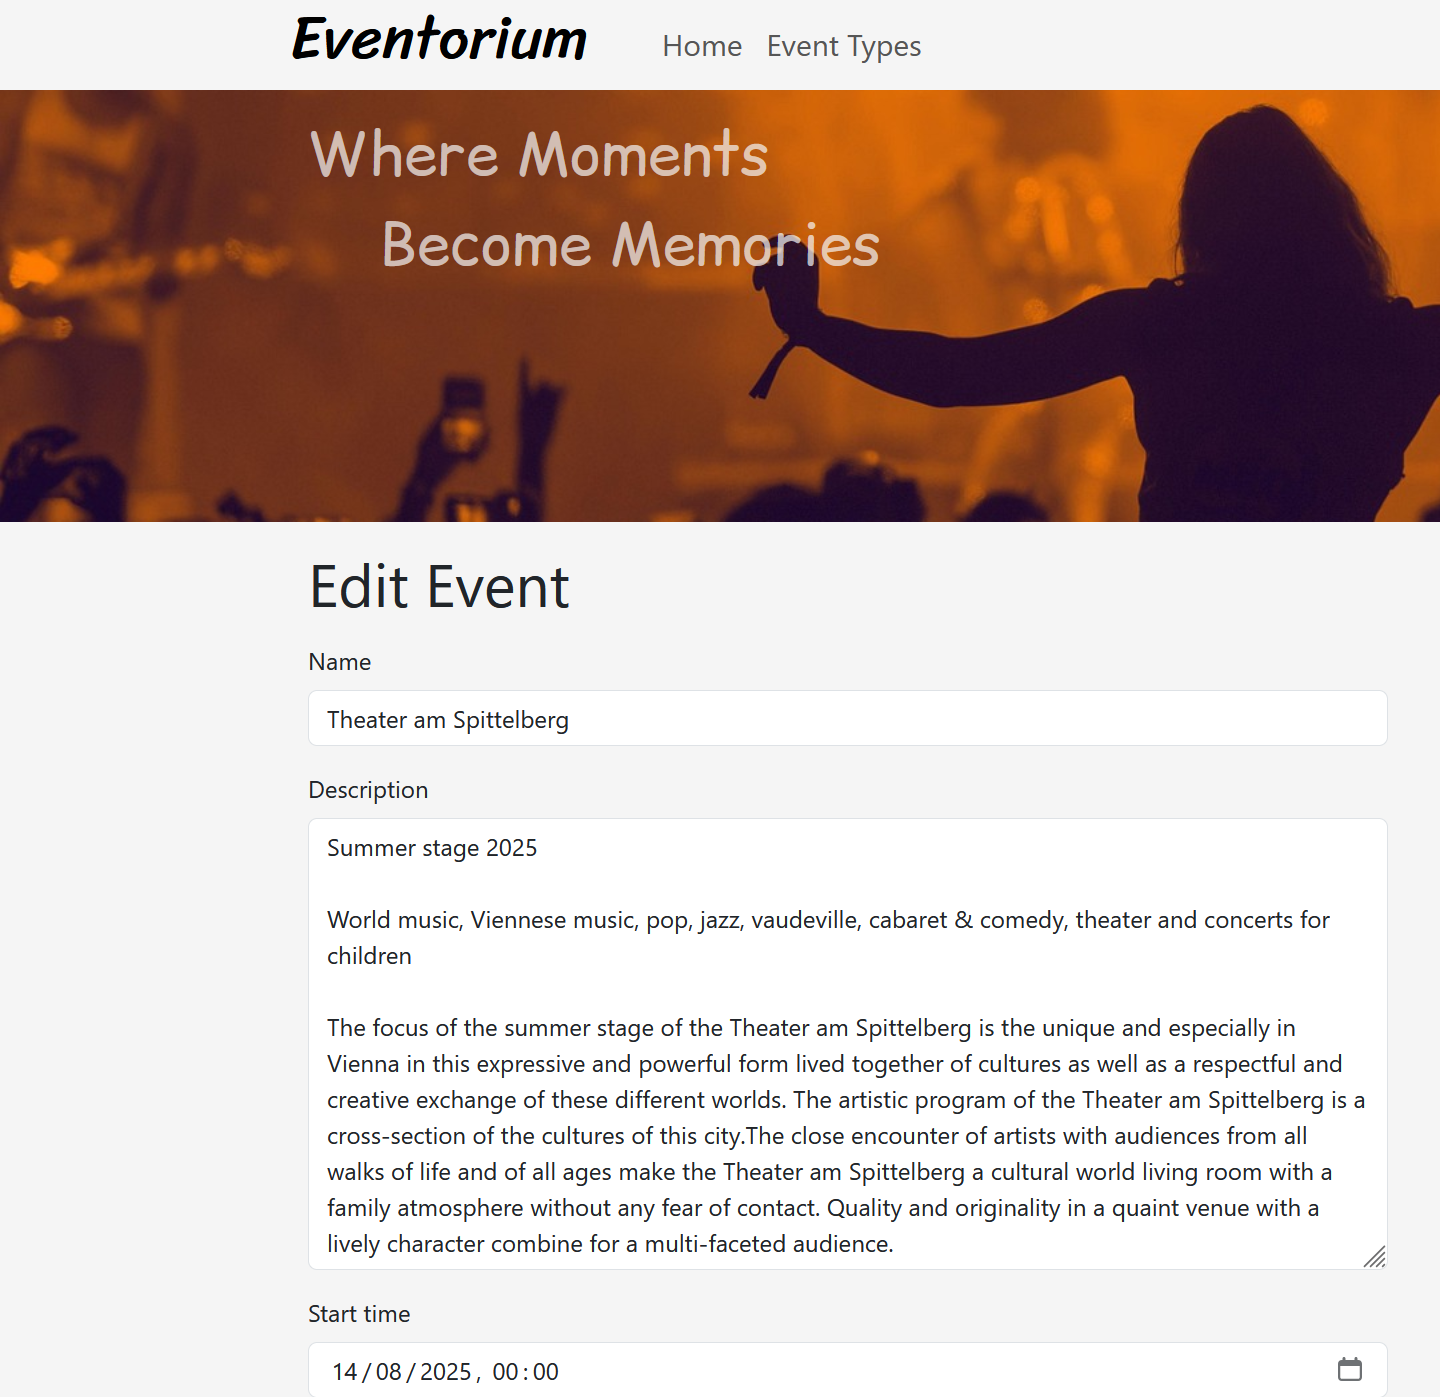 Eventorium
Home Event Types
Where Moments
Become Memories
Edit Event
Name
Theater am Spittelberg
Description
Summer stage 2025
World music, Viennese music, pop, jazz, vaudeville, cabaret & comedy, theater and concerts for
children
The focus of the summer stage of the Theater am Spittelberg is the unique and especially in
Vienna in this expressive and powerful form lived together of cultures as well as a respectful and
creative exchange of these different worlds. The artistic program of the Theater am Spittelberg is a
cross-section of the cultures of this city.The close encounter of artists with audiences from all
walks of life and of all ages make the Theater am Spittelberg a cultural world living room with a
family atmosphere without any fear of contact. Quality and originality in a quaint venue with a
lively character combine for a multi-faceted audience.
Start time
14/08/2025, 00:00